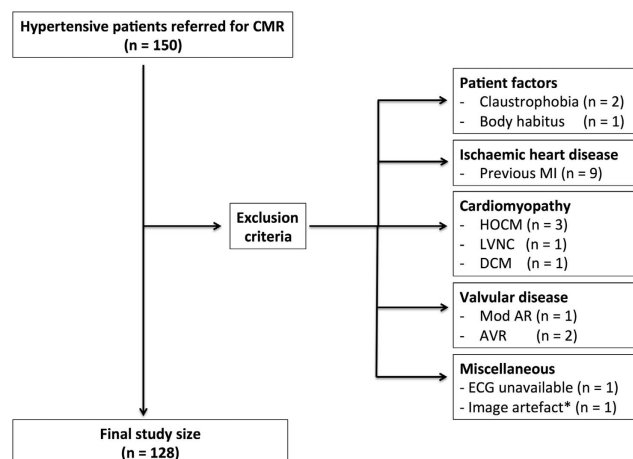 Hypertensive patients referred for CMR
(n = 150)
Patient factors
- Claustrophobia (n = 2)
- Body habitus (n = 1)
Ischaemic heart disease
- Previous MI (n = 9)
Exclusion
criteria
Cardiomyopathy
- HOCM (n = 3)
- LVNC (n = 1)
- DCM (n = 1)
Valvular disease
- Mod AR (n = 1)
- AVR (n = 2)
Miscellaneous
- ECG unavailable (n = 1)
- Image artefact* (n = 1)
Final study size
(n = 128)